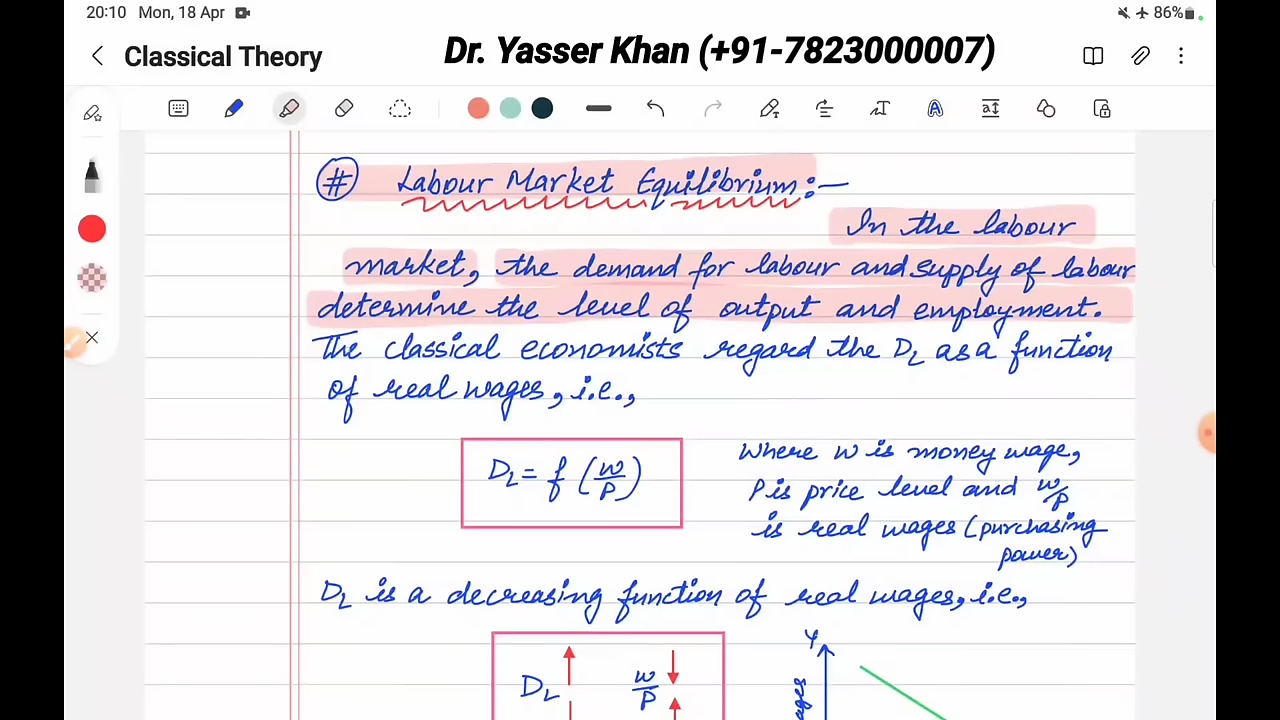 20:10 Mon, 18 Apr
86%
Classical Theory
Dr. Yasser Khan (+91-7823000007)
# Labour Market Equilibrium :-
In the labour
market, the demand for labour and supply of labour
determine the level of output and employment.
The classical economists regard the DL as a function
of real wages, i.e.,
DL = f (w/P)
Where w is money wage,
P is price level and w/P
is real wages (purchasing
power)
DL is a decreasing function of real wages, i.e.,
DL ↑ w/P ↓
Y